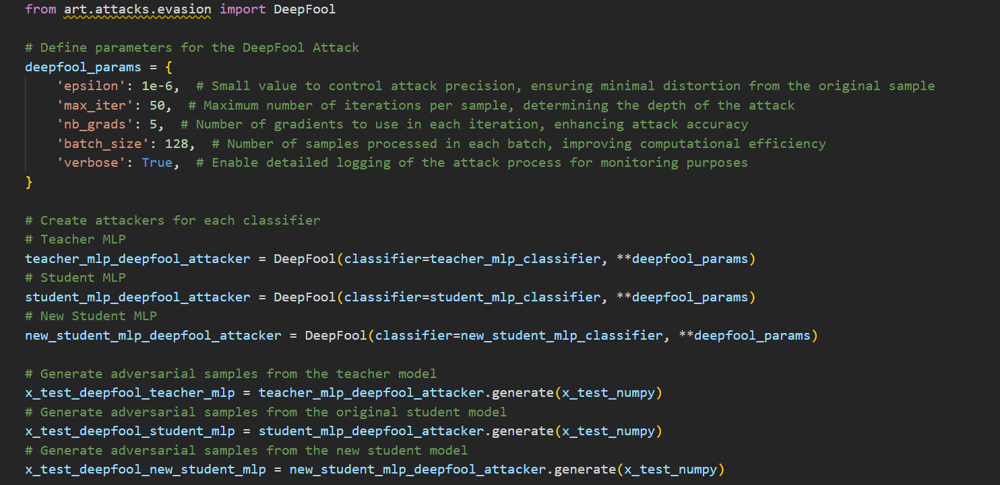 from art.attacks.evasion import DeepFool
# Define parameters for the DeepFool Attack
deepfool_params = {
    'epsilon': 1e-6,  # Small value to control attack precision, ensuring minimal distortion from the original sample
    'max_iter': 50,  # Maximum number of iterations per sample, determining the depth of the attack
    'nb_grads': 5,  # Number of gradients to use in each iteration, enhancing attack accuracy
    'batch_size': 128,  # Number of samples processed in each batch, improving computational efficiency
    'verbose': True,  # Enable detailed logging of the attack process for monitoring purposes
}
# Create attackers for each classifier
# Teacher MLP
teacher_mlp_deepfool_attacker = DeepFool(classifier=teacher_mlp_classifier, **deepfool_params)
# Student MLP
student_mlp_deepfool_attacker = DeepFool(classifier=student_mlp_classifier, **deepfool_params)
# New Student MLP
new_student_mlp_deepfool_attacker = DeepFool(classifier=new_student_mlp_classifier, **deepfool_params)
# Generate adversarial samples from the teacher model
x_test_deepfool_teacher_mlp = teacher_mlp_deepfool_attacker.generate(x_test_numpy)
# Generate adversarial samples from the original student model
x_test_deepfool_student_mlp = student_mlp_deepfool_attacker.generate(x_test_numpy)
# Generate adversarial samples from the new student model
x_test_deepfool_new_student_mlp = new_student_mlp_deepfool_attacker.generate(x_test_numpy)